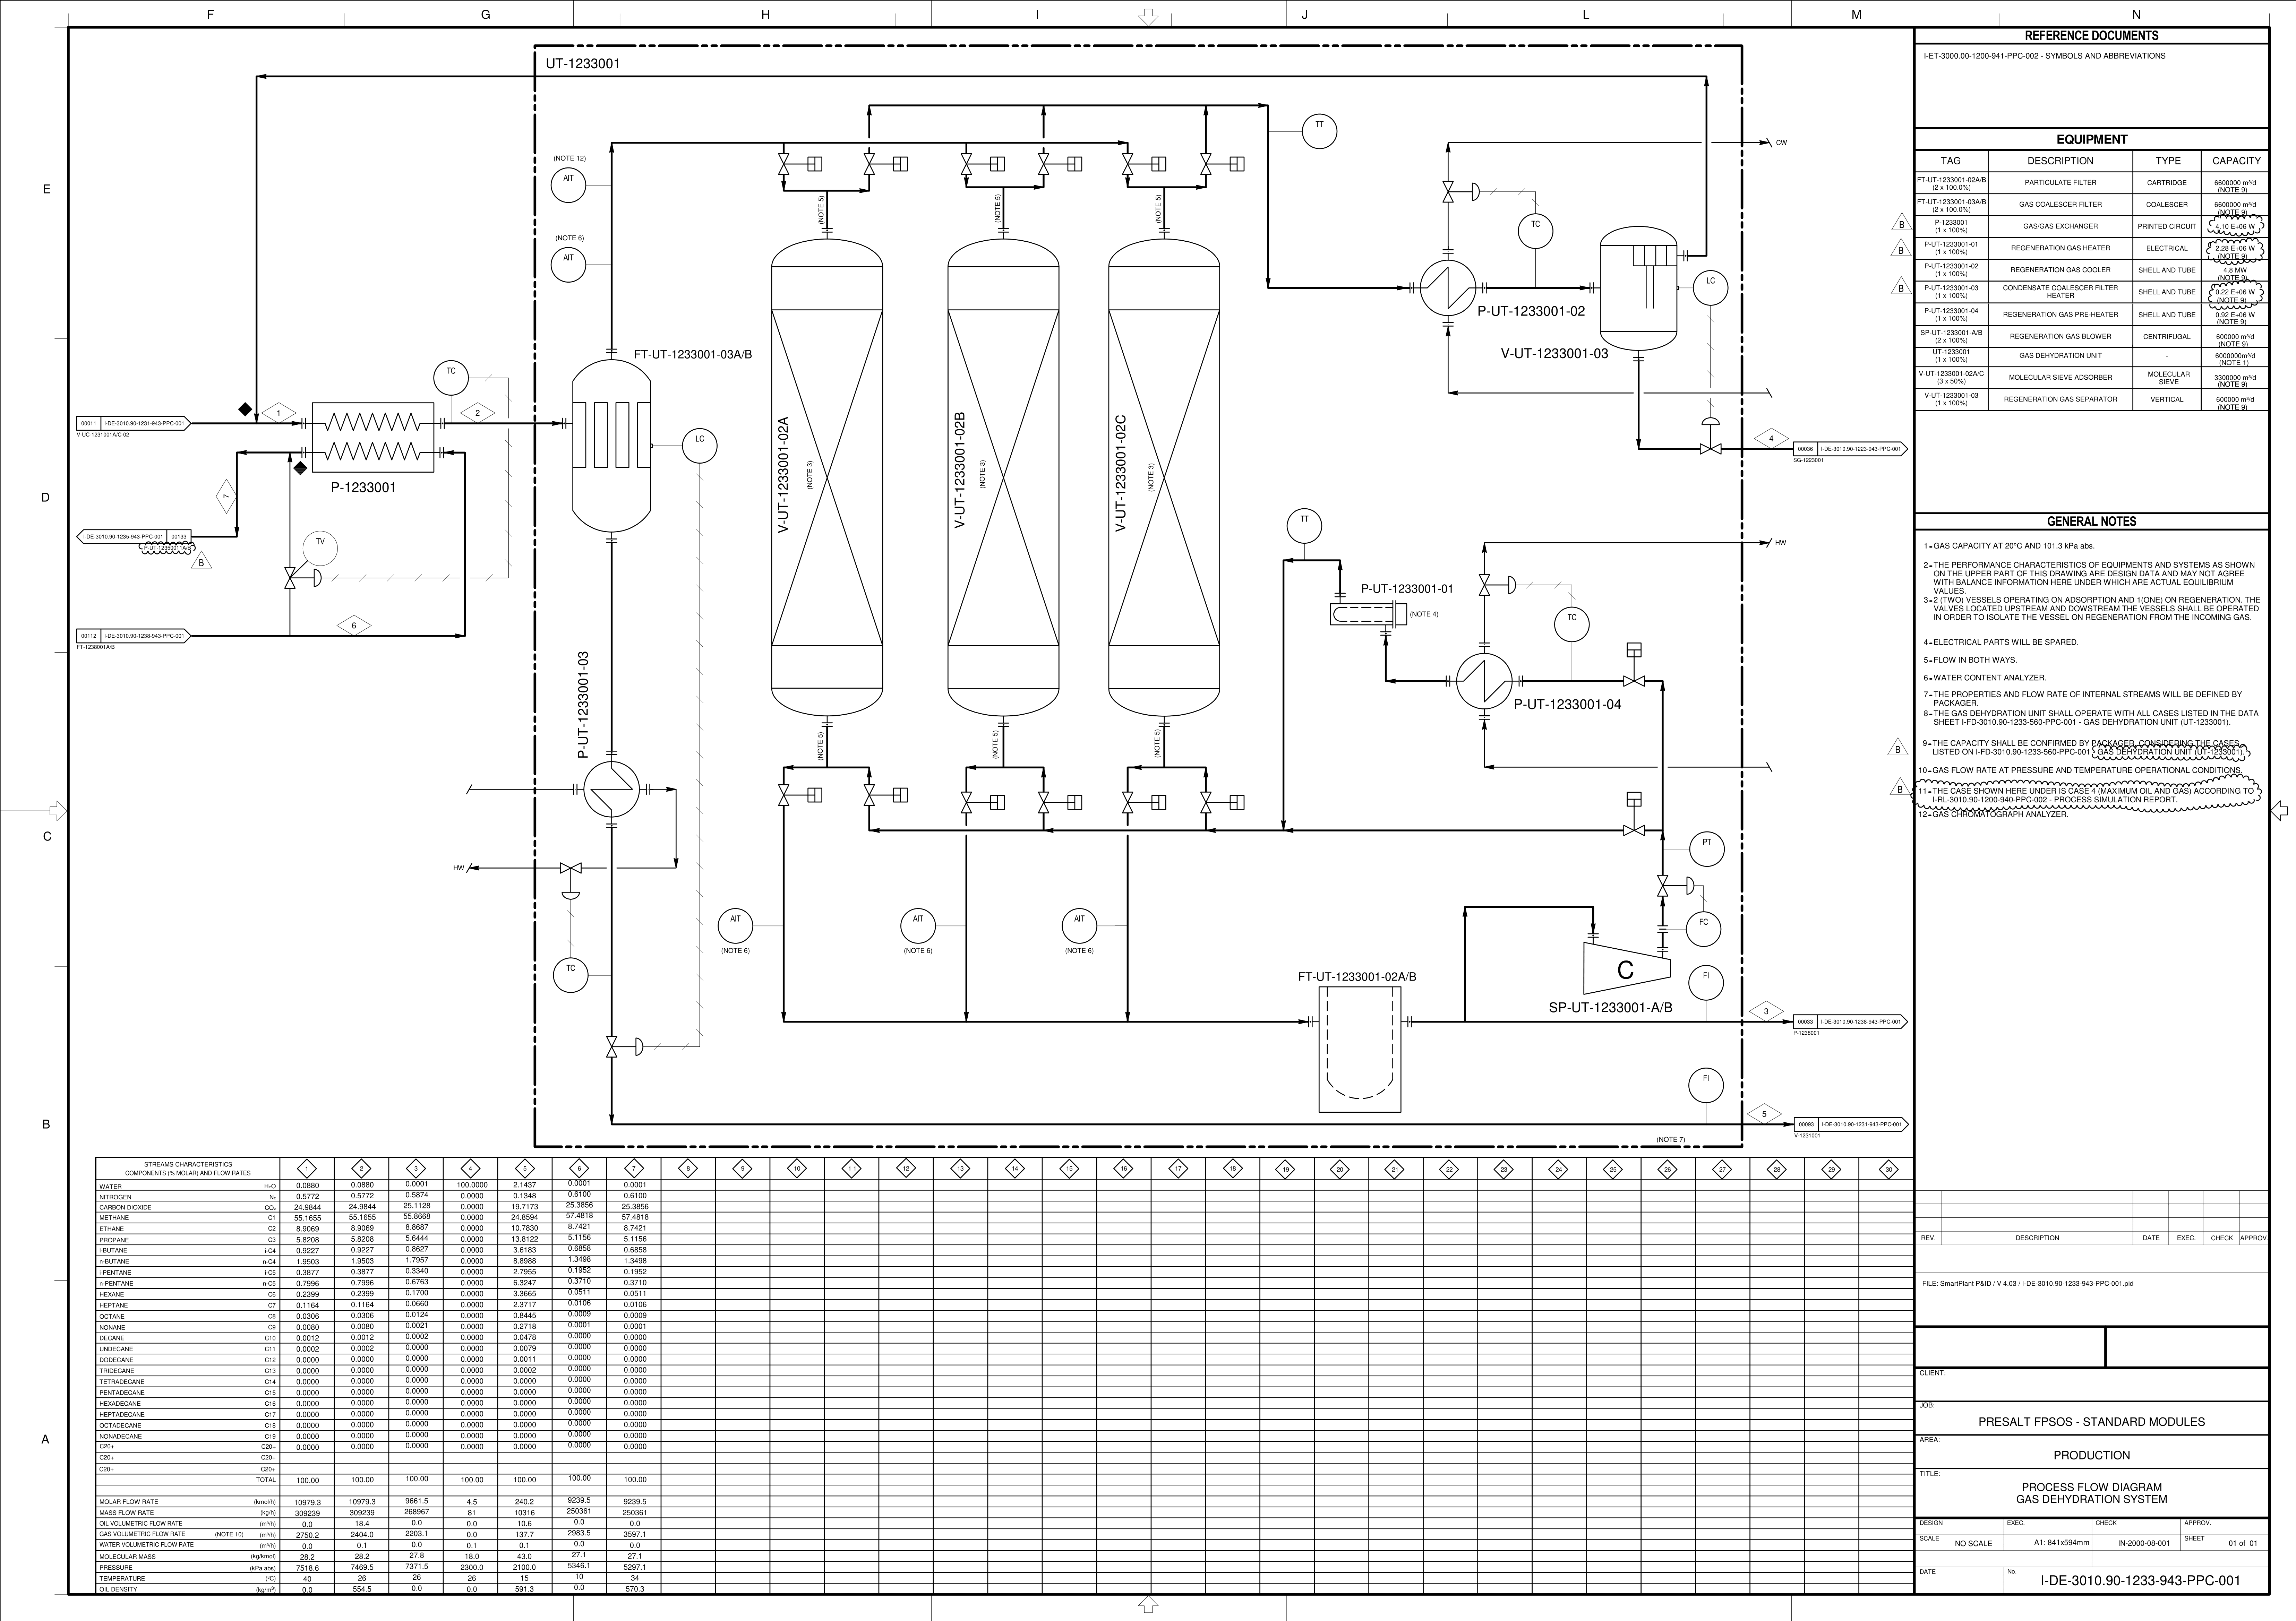 F G H I J L M N
E
D
C
B
A
UT-1233001
(NOTE 12)
AIT
(NOTE 6)
AIT
(NOTE 5)
(NOTE 5)
(NOTE 5)
TT
CW
TC
P-UT-1233001-02
V-UT-1233001-03
LC
FT-UT-1233001-03A/B
LC
TC
1
2
00011 I-DE-3010.90-1231-943-PPC-001
V-UC-1231001A/C-02
P-1233001
7
I-DE-3010.90-1235-943-PPC-001 00133
P-UT-12350011A/B
B
TV
6
00112 I-DE-3010.90-1238-943-PPC-001
FT-1238001A/B
V-UT-1233001-02A
(NOTE 3)
V-UT-1233001-02B
(NOTE 3)
V-UT-1233001-02C
(NOTE 3)
4
00036 I-DE-3010.90-1223-943-PPC-001
SG-1223001
TT
HW
P-UT-1233001-01
(NOTE 4)
TC
P-UT-1233001-04
P-UT-1233001-03
(NOTE 5)
(NOTE 5)
(NOTE 5)
HW
TC
AIT
(NOTE 6)
AIT
(NOTE 6)
AIT
(NOTE 6)
PT
FC
FI
C
SP-UT-1233001-A/B
FT-UT-1233001-02A/B
3
00033 I-DE-3010.90-1238-943-PPC-001
P-1238001
FI
5
00093 I-DE-3010.90-1231-943-PPC-001
V-1231001
(NOTE 7)
REFERENCE DOCUMENTS
I-ET-3000.00-1200-941-PPC-002 - SYMBOLS AND ABBREVIATIONS
EQUIPMENT
TAG DESCRIPTION TYPE CAPACITY
FT-UT-1233001-02A/B (2 x 100.0%) PARTICULATE FILTER CARTRIDGE 6600000 m³/d (NOTE 9)
FT-UT-1233001-03A/B (2 x 100.0%) GAS COALESCER FILTER COALESCER 6600000 m³/d (NOTE 9)
B P-1233001 (1 x 100%) GAS/GAS EXCHANGER PRINTED CIRCUIT 4.10 E+06 W
B P-UT-1233001-01 (1 x 100%) REGENERATION GAS HEATER ELECTRICAL 2.28 E+06 W (NOTE 9)
P-UT-1233001-02 (1 x 100%) REGENERATION GAS COOLER SHELL AND TUBE 4.8 MW (NOTE 9)
B P-UT-1233001-03 (1 x 100%) CONDENSATE COALESCER FILTER HEATER SHELL AND TUBE 0.22 E+06 W (NOTE 9)
P-UT-1233001-04 (1 x 100%) REGENERATION GAS PRE-HEATER SHELL AND TUBE 0.92 E+06 W (NOTE 9)
SP-UT-1233001-A/B (2 x 100%) REGENERATION GAS BLOWER CENTRIFUGAL 600000 m³/d (NOTE 9)
UT-1233001 (1 x 100%) GAS DEHYDRATION UNIT - 6000000m³/d (NOTE 1)
V-UT-1233001-02A/C (3 x 50%) MOLECULAR SIEVE ADSORBER MOLECULAR SIEVE 3300000 m³/d (NOTE 9)
V-UT-1233001-03 (1 x 100%) REGENERATION GAS SEPARATOR VERTICAL 600000 m³/d (NOTE 9)
GENERAL NOTES
1-GAS CAPACITY AT 20°C AND 101.3 kPa abs.
2-THE PERFORMANCE CHARACTERISTICS OF EQUIPMENTS AND SYSTEMS AS SHOWN
ON THE UPPER PART OF THIS DRAWING ARE DESIGN DATA AND MAY NOT AGREE
WITH BALANCE INFORMATION HERE UNDER WHICH ARE ACTUAL EQUILIBRIUM
VALUES.
3-2 (TWO) VESSELS OPERATING ON ADSORPTION AND 1(ONE) ON REGENERATION. THE
VALVES LOCATED UPSTREAM AND DOWSTREAM THE VESSELS SHALL BE OPERATED
IN ORDER TO ISOLATE THE VESSEL ON REGENERATION FROM THE INCOMING GAS.
4-ELECTRICAL PARTS WILL BE SPARED.
5-FLOW IN BOTH WAYS.
6-WATER CONTENT ANALYZER.
7-THE PROPERTIES AND FLOW RATE OF INTERNAL STREAMS WILL BE DEFINED BY
PACKAGER.
8-THE GAS DEHYDRATION UNIT SHALL OPERATE WITH ALL CASES LISTED IN THE DATA
SHEET I-FD-3010.90-1233-560-PPC-001 - GAS DEHYDRATION UNIT (UT-1233001).
B
9-THE CAPACITY SHALL BE CONFIRMED BY PACKAGER, CONSIDERING THE CASES
LISTED ON I-FD-3010.90-1233-560-PPC-001 - GAS DEHYDRATION UNIT (UT-1233001).
10-GAS FLOW RATE AT PRESSURE AND TEMPERATURE OPERATIONAL CONDITIONS.
B
11-THE CASE SHOWN HERE UNDER IS CASE 4 (MAXIMUM OIL AND GAS) ACCORDING TO
I-RL-3010.90-1200-940-PPC-002 - PROCESS SIMULATION REPORT.
12-GAS CHROMATOGRAPH ANALYZER.
STREAMS CHARACTERISTICS
COMPONENTS (% MOLAR) AND FLOW RATES
1 2 3 4 5 6 7 8 9 10 11 12 13 14 15 16 17 18 19 20 21 22 23 24 25 26 27 28 29 30
WATER H2O 0.0880 0.0880 0.0001 100.0000 2.1437 0.0001 0.0001
NITROGEN N2 0.5772 0.5772 0.5874 0.0000 0.1348 0.6100 0.6100
CARBON DIOXIDE CO2 24.9844 24.9844 25.1128 0.0000 19.7173 25.3856 25.3856
METHANE C1 55.1655 55.1655 55.8668 0.0000 24.8594 57.4818 57.4818
ETHANE C2 8.9069 8.9069 8.8687 0.0000 10.7830 8.7421 8.7421
PROPANE C3 5.8208 5.8208 5.6444 0.0000 13.8122 5.1156 5.1156
i-BUTANE i-C4 0.9227 0.9227 0.8627 0.0000 3.6183 0.6858 0.6858
n-BUTANE n-C4 1.9503 1.9503 1.7957 0.0000 8.8988 1.3498 1.3498
i-PENTANE i-C5 0.3877 0.3877 0.3340 0.0000 2.7955 0.1952 0.1952
n-PENTANE n-C5 0.7996 0.7996 0.6763 0.0000 6.3247 0.3710 0.3710
HEXANE C6 0.2399 0.2399 0.1700 0.0000 3.3665 0.0511 0.0511
HEPTANE C7 0.1164 0.1164 0.0660 0.0000 2.3717 0.0106 0.0106
OCTANE C8 0.0306 0.0306 0.0124 0.0000 0.8445 0.0009 0.0009
NONANE C9 0.0080 0.0080 0.0021 0.0000 0.2718 0.0001 0.0001
DECANE C10 0.0012 0.0012 0.0002 0.0000 0.0478 0.0000 0.0000
UNDECANE C11 0.0002 0.0002 0.0000 0.0000 0.0079 0.0000 0.0000
DODECANE C12 0.0000 0.0000 0.0000 0.0000 0.0011 0.0000 0.0000
TRIDECANE C13 0.0000 0.0000 0.0000 0.0000 0.0002 0.0000 0.0000
TETRADECANE C14 0.0000 0.0000 0.0000 0.0000 0.0000 0.0000 0.0000
PENTADECANE C15 0.0000 0.0000 0.0000 0.0000 0.0000 0.0000 0.0000
HEXADECANE C16 0.0000 0.0000 0.0000 0.0000 0.0000 0.0000 0.0000
HEPTADECANE C17 0.0000 0.0000 0.0000 0.0000 0.0000 0.0000 0.0000
OCTADECANE C18 0.0000 0.0000 0.0000 0.0000 0.0000 0.0000 0.0000
NONADECANE C19 0.0000 0.0000 0.0000 0.0000 0.0000 0.0000 0.0000
C20+ C20+ 0.0000 0.0000 0.0000 0.0000 0.0000 0.0000 0.0000
C20+ C20+
C20+ C20+
TOTAL 100.00 100.00 100.00 100.00 100.00 100.00 100.00
MOLAR FLOW RATE (kmol/h) 10979.3 10979.3 9661.5 4.5 240.2 9239.5 9239.5
MASS FLOW RATE (kg/h) 309239 309239 268967 81 10316 250361 250361
OIL VOLUMETRIC FLOW RATE (m³/h) 0.0 18.4 0.0 0.0 10.6 0.0 0.0
GAS VOLUMETRIC FLOW RATE (NOTE 10) (m³/h) 2750.2 2404.0 2203.1 0.0 137.7 2983.5 3597.1
WATER VOLUMETRIC FLOW RATE (m³/h) 0.0 0.1 0.0 0.1 0.1 0.0 0.0
MOLECULAR MASS (kg/kmol) 28.2 28.2 27.8 18.0 43.0 27.1 27.1
PRESSURE (kPa abs) 7518.6 7469.5 7371.5 2300.0 2100.0 5346.1 5297.1
TEMPERATURE (ºC) 40 26 26 26 15 10 34
OIL DENSITY (kg/m³) 0.0 554.5 0.0 0.0 591.3 0.0 570.3
REV. DESCRIPTION DATE EXEC. CHECK APPROV.
FILE: SmartPlant P&ID / V 4.03 / I-DE-3010.90-1233-943-PPC-001.pid
CLIENT:
JOB:
PRESALT FPSOS - STANDARD MODULES
AREA:
PRODUCTION
TITLE:
PROCESS FLOW DIAGRAM
GAS DEHYDRATION SYSTEM
DESIGN EXEC. CHECK APPROV.
SCALE NO SCALE A1: 841x594mm IN-2000-08-001 SHEET 01 of 01
DATE No. I-DE-3010.90-1233-943-PPC-001